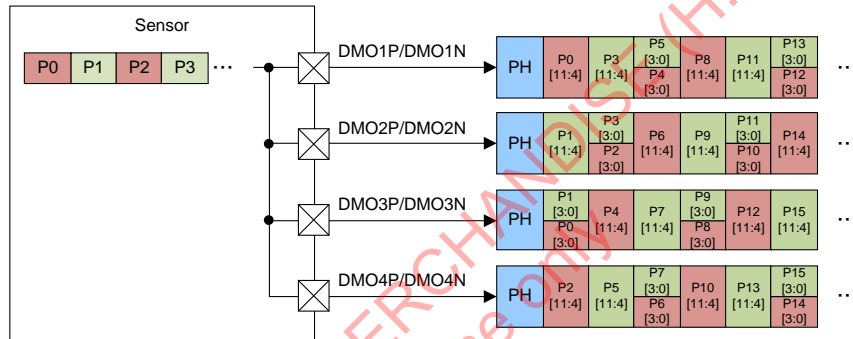 Sensor
P0 P1 P2 P3 ...
DMO1P/DMO1N
PH
P0 [11:4]
P3 [11:4]
P5 [3:0]
P4 [3:0]
P8 [11:4]
P11 [11:4]
P13 [3:0]
P12 [3:0]
..
DMO2P/DMO2N
PH
P1 [11:4]
P3 [3:0]
P2 [3:0]
P6 [11:4]
P9 [11:4]
P11 [3:0]
P10 [3:0]
P14 [11:4]
..
DMO3P/DMO3N
PH
P1 [3:0]
P0 [3:0]
P4 [11:4]
P7 [11:4]
P9 [3:0]
P8 [3:0]
P12 [11:4]
P15 [11:4]
..
DMO4P/DMO4N
PH
P2 [11:4]
P5 [11:4]
P7 [3:0]
P6 [3:0]
P10 [11:4]
P13 [11:4]
P15 [3:0]
P14 [3:0]
..
ERCHANDISE (H.
e only